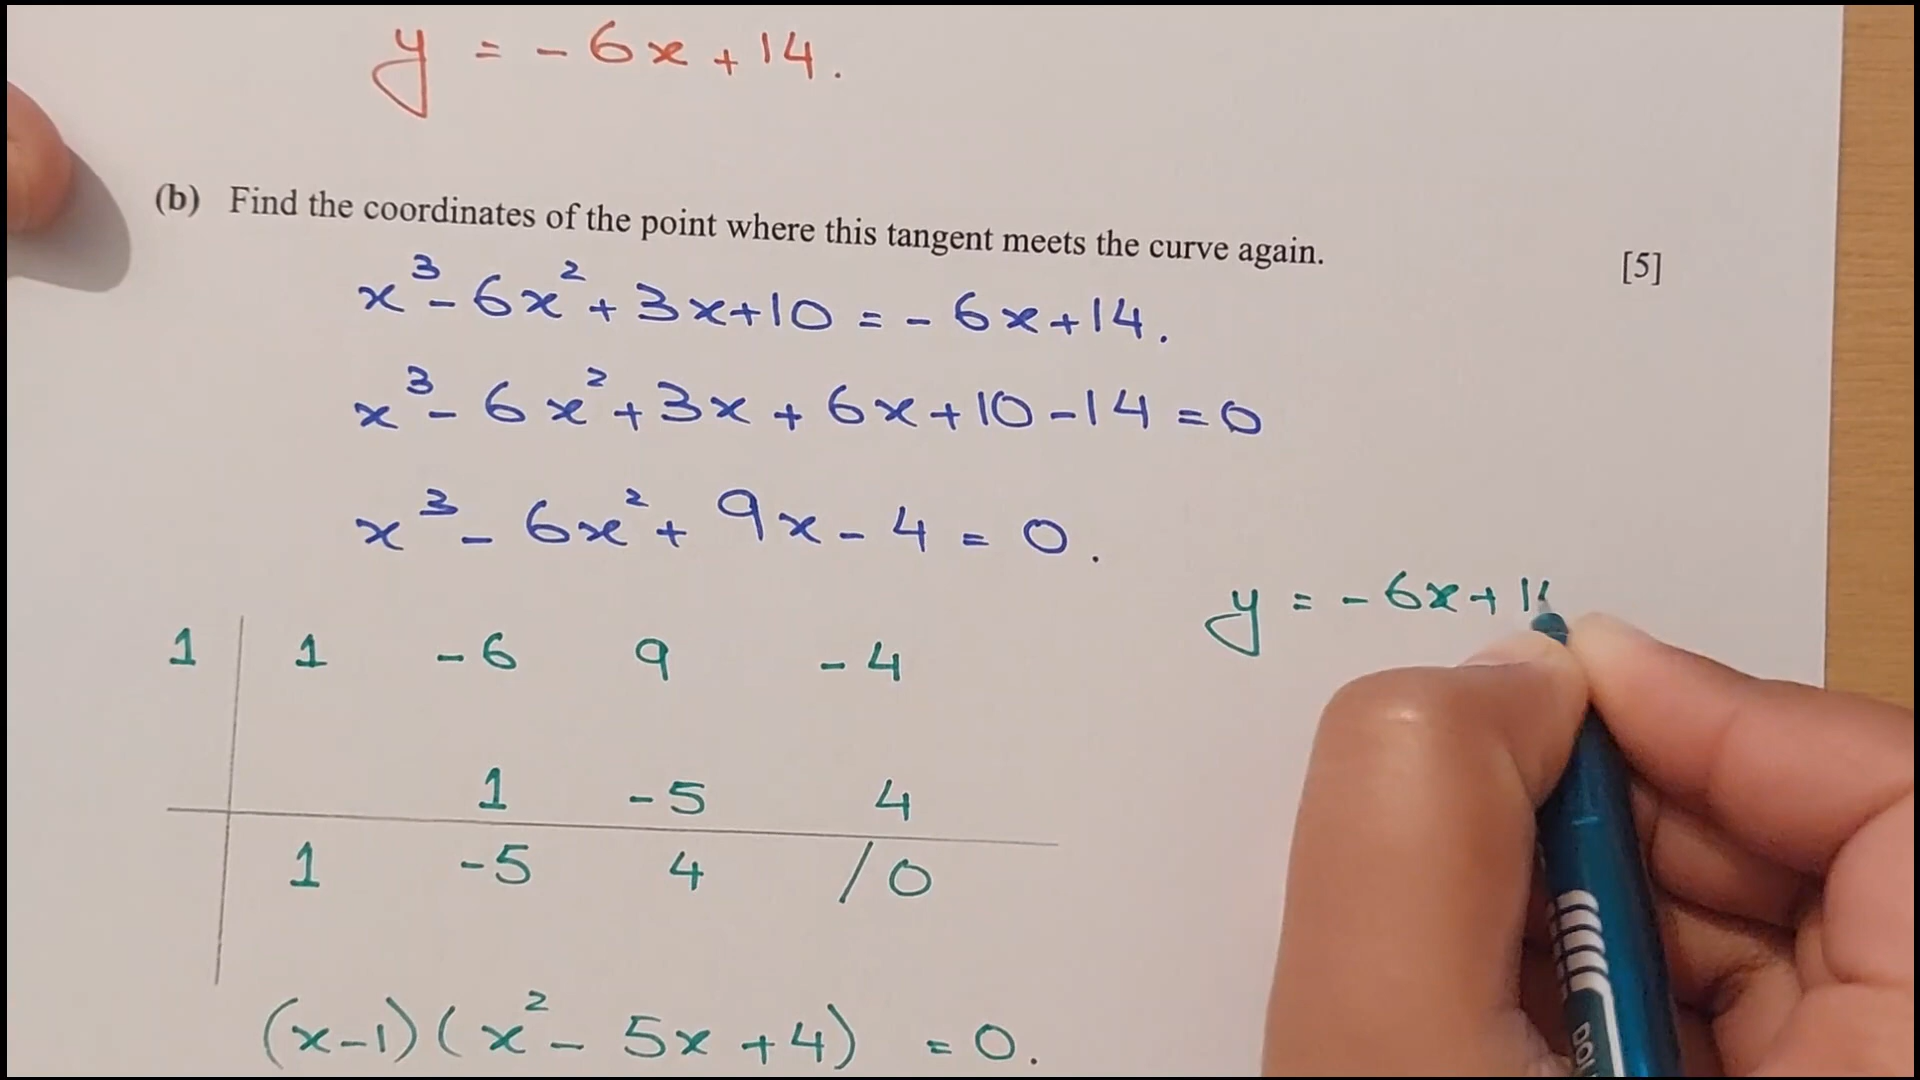 y = -6x + 14.
(b) Find the coordinates of the point where this tangent meets the curve again.
[5]
x³ - 6x² + 3x + 10 = -6x + 14.
x³ - 6x² + 3x + 6x + 10 - 14 = 0
x³ - 6x² + 9x - 4 = 0.
y = -6x + 1
1 | 1 -6 9 -4
1 -5 4
1 -5 4 / 0
(x-1)(x² - 5x + 4) = 0.